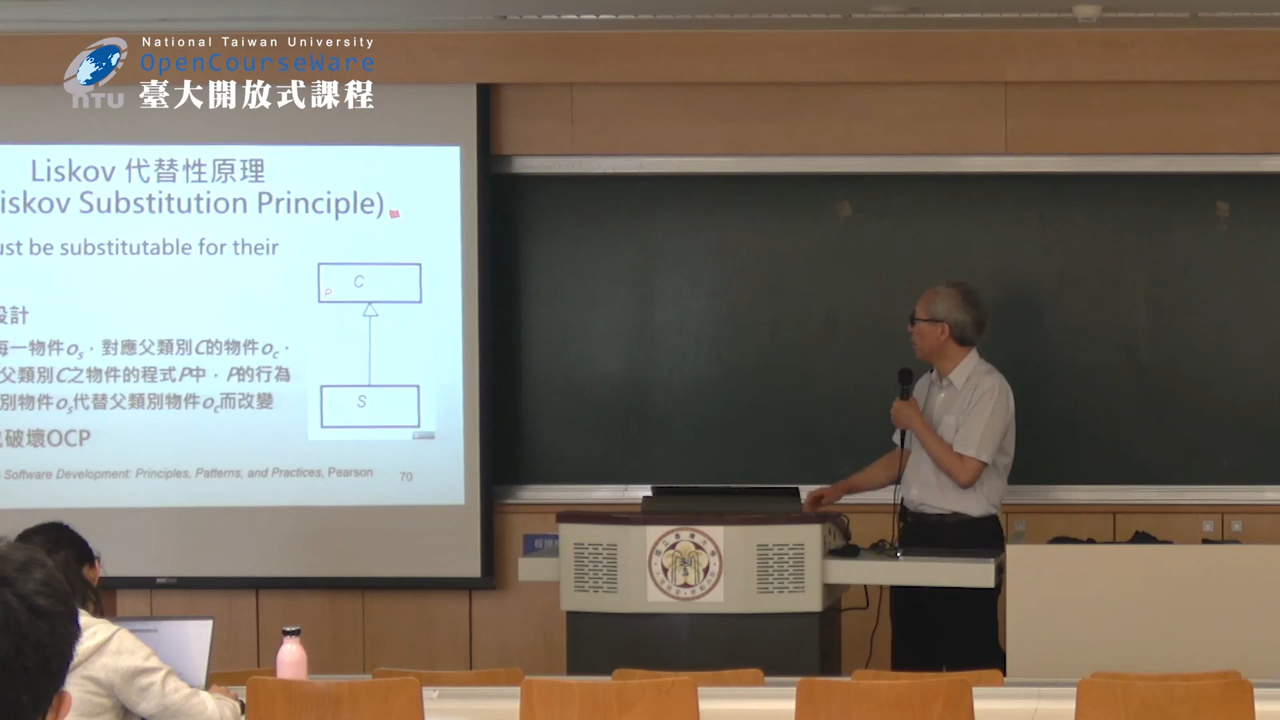 National Taiwan University
OpenCourseWare
臺大開放式課程
NTU
Liskov 代替性原理
iskov Substitution Principle)
ust be substitutable for their
C
設計
每一物件os，對應父類別C的物件oc，
父類別C之物件的程式P中，P的行為
別物件os代替父類別物件oc而改變
S
破壞OCP
Software Development: Principles, Patterns, and Practices, Pearson
70